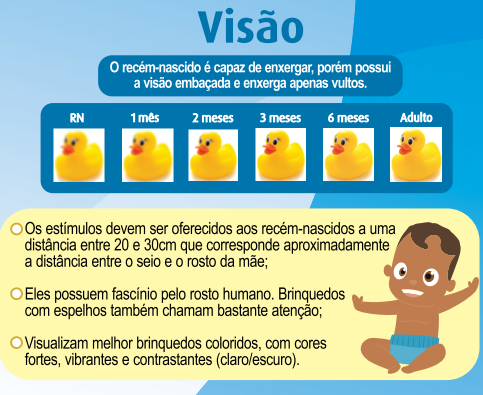 Visão
O recém-nascido é capaz de enxergar, porém possui
a visão embaçada e enxerga apenas vultos.
RN 1 mês 2 meses 3 meses 6 meses Adulto
Os estímulos devem ser oferecidos aos recém-nascidos a uma
distância entre 20 e 30cm que corresponde aproximadamente
a distância entre o seio e o rosto da mãe;
Eles possuem fascínio pelo rosto humano. Brinquedos
com espelhos também chamam bastante atenção;
Visualizam melhor brinquedos coloridos, com cores
fortes, vibrantes e contrastantes (claro/escuro).